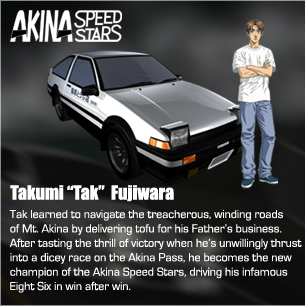 AKINA SPEED
STARS
Takumi “Tak” Fujiwara
Tak learned to navigate the treacherous, winding roads
of Mt. Akina by delivering tofu for his Father's business.
After tasting the thrill of victory when he's unwillingly thrust
into a dicey race on the Akina Pass, he becomes the new
champion of the Akina Speed Stars, driving his infamous
Eight Six in win after win.